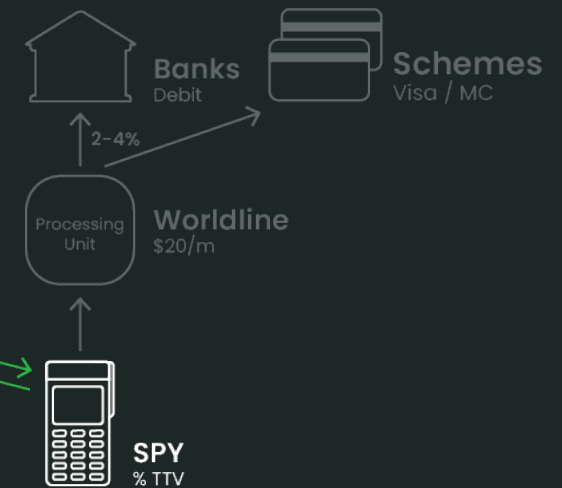 Banks
Debit
Schemes
Visa / MC
2-4%
Processing
Unit
Worldline
$20/m
SPY
% TTV